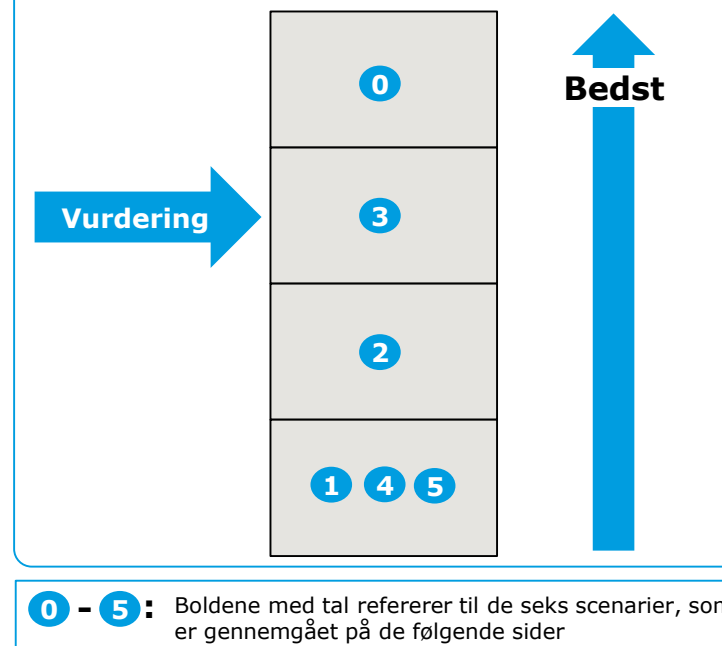 0
Bedst
Vurdering
3
2
1 4 5
0 - 5 : Boldene med tal refererer til de seks scenarier,
er gennemgået på de følgende sider